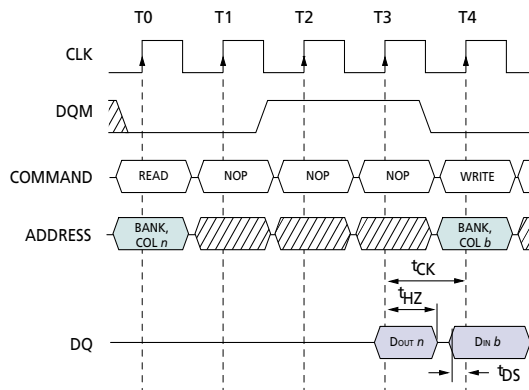 T0 T1 T2 T3 T4
CLK
DQM
COMMAND READ NOP NOP NOP WRITE
ADDRESS BANK, COL n BANK, COL b
tCK
tHZ
DQ DOUT n DIN b
tDS